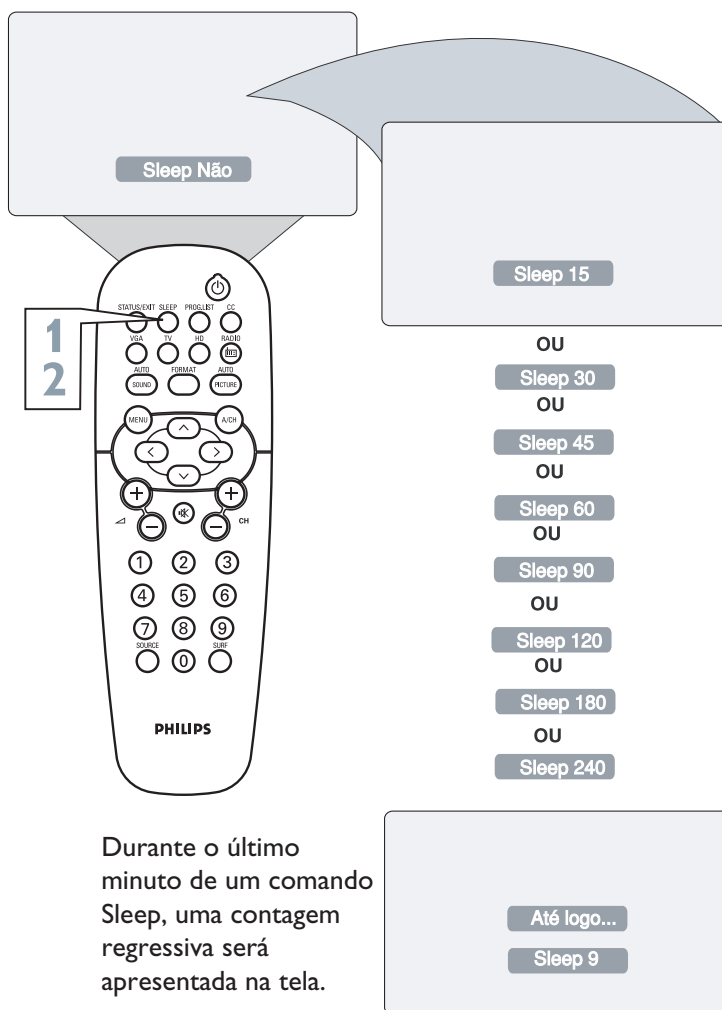 Sleep Não
Sleep 15
OU
Sleep 30
OU
Sleep 45
OU
Sleep 60
OU
Sleep 90
OU
Sleep 120
OU
Sleep 180
OU
Sleep 240
1
2
STATUS/EXIT SLEEP PROG.LIST CC
VGA TV HD RADIO
AUTO FORMAT AUTO
SOUND PICTURE
MENU A/CH
CH
1 2 3
4 5 6
7 8 9
SOURCE SURF
0
PHILIPS
Durante o último
minuto de um comando
Sleep, uma contagem
regressiva será
apresentada na tela.
Até logo...
Sleep 9